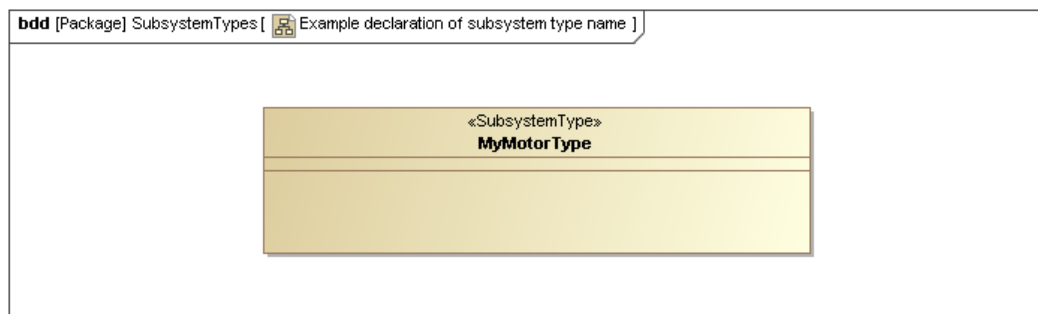 bdd [Package] SubsystemTypes [ Example declaration of subsystem type name ]
«SubsystemType»
MyMotorType